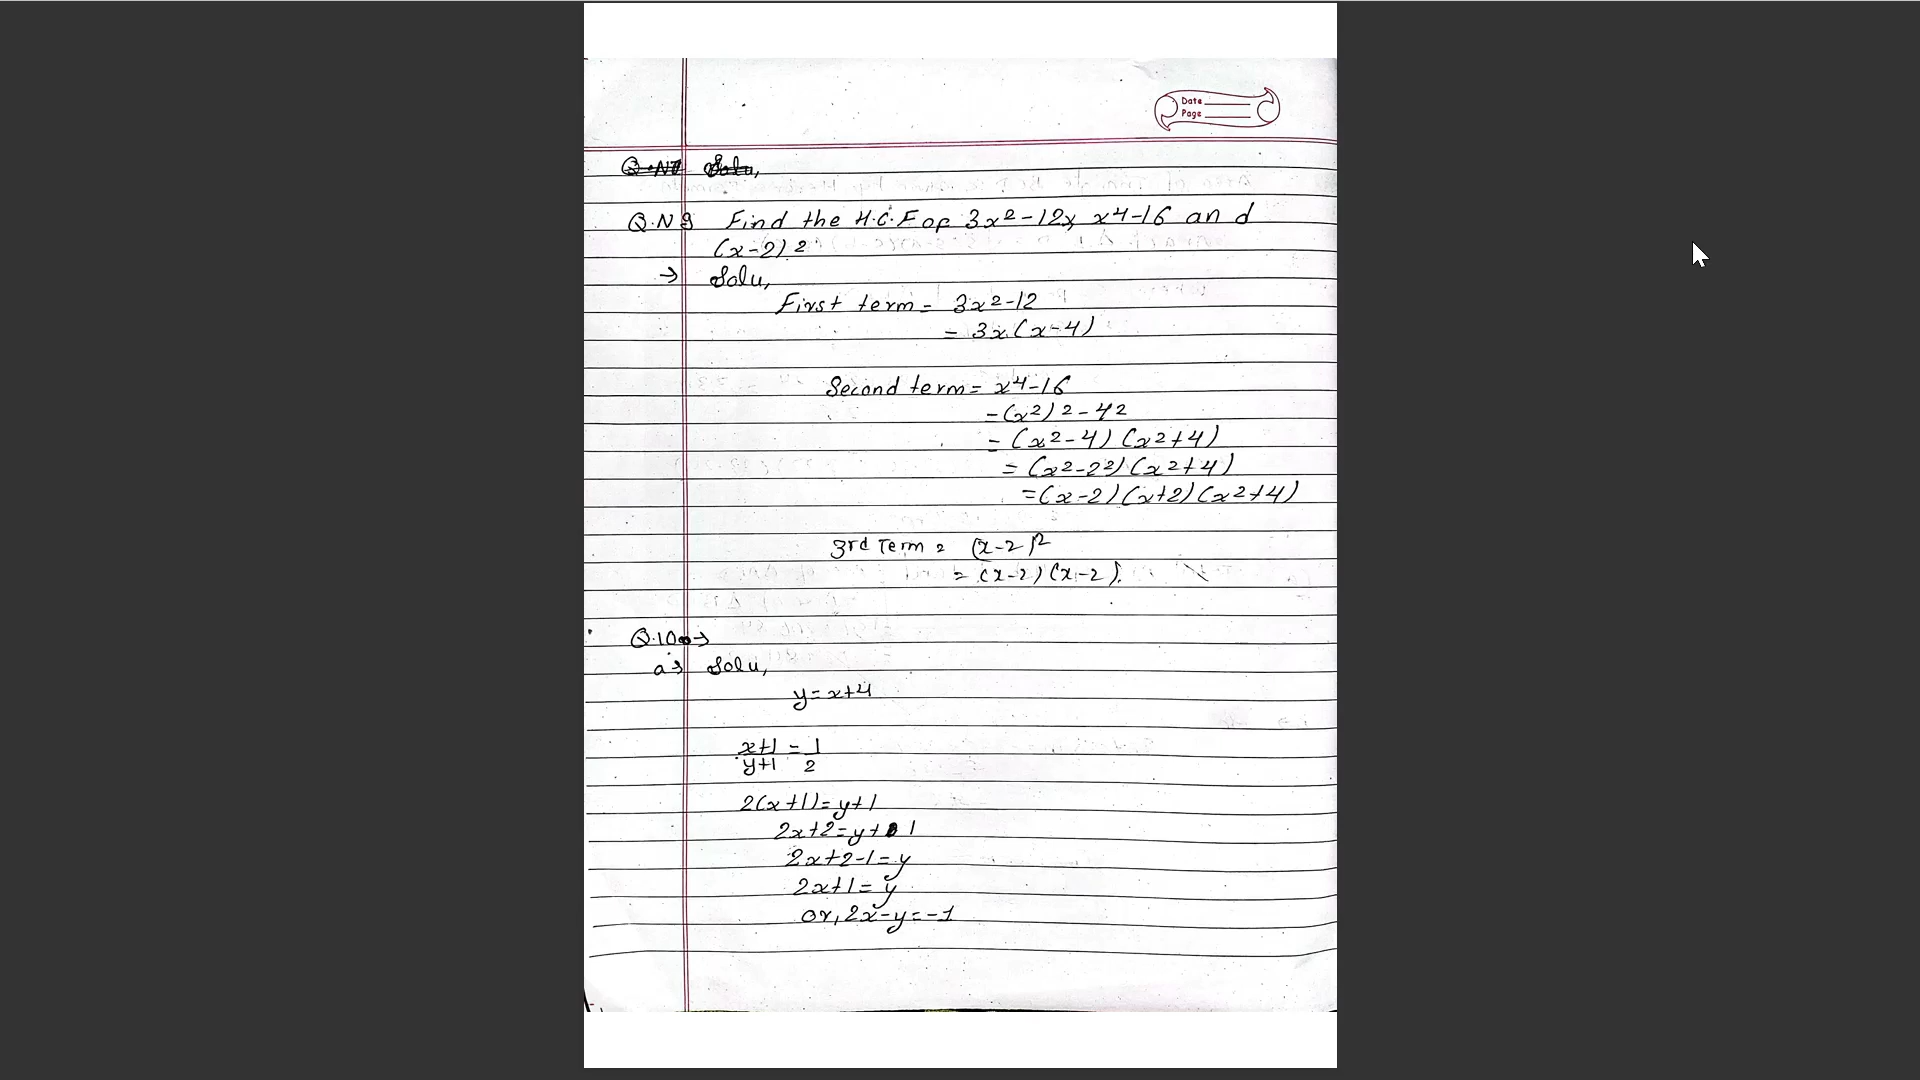 Date
Page
Q.N 9 Find the H.C.F of 3x²-12x, x⁴-16 and
(x-2)²
→ Solu,
First term = 3x²-12
= 3x(x-4)
Second term = x⁴-16
= (x²)²-4²
= (x²-4)(x²+4)
= (x²-2²)(x²+4)
= (x-2)(x+2)(x²+4)
3rd Term = (x-2)²
= (x-2)(x-2).
Q.10→
a→ Solu,
y = x+4
x+1/y+1 = 1/2
2(x+1) = y+1
2x+2 = y+1
2x+2-1 = y
2x+1 = y
or, 2x-y = -1